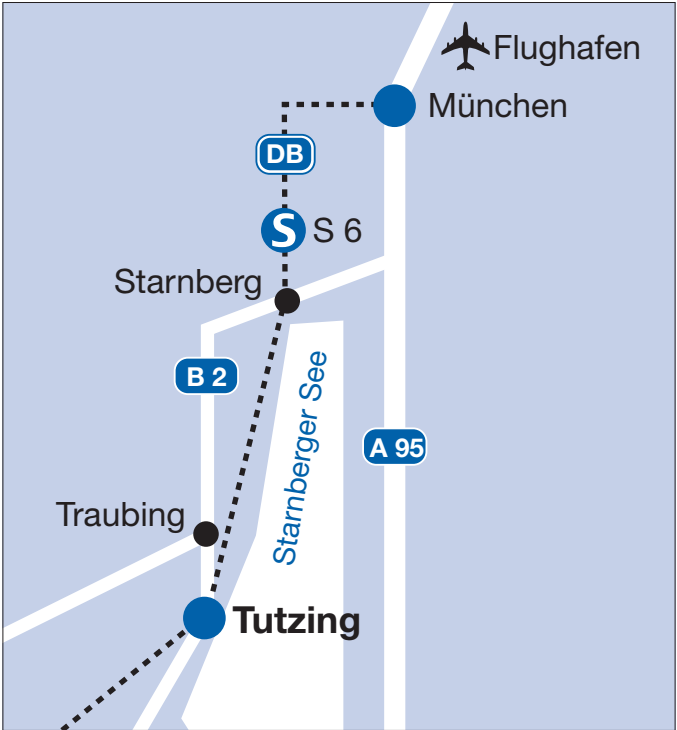 Flughafen
München
DB
S S 6
Starnberg
B 2
Starnberger See
A 95
Traubing
Tutzing